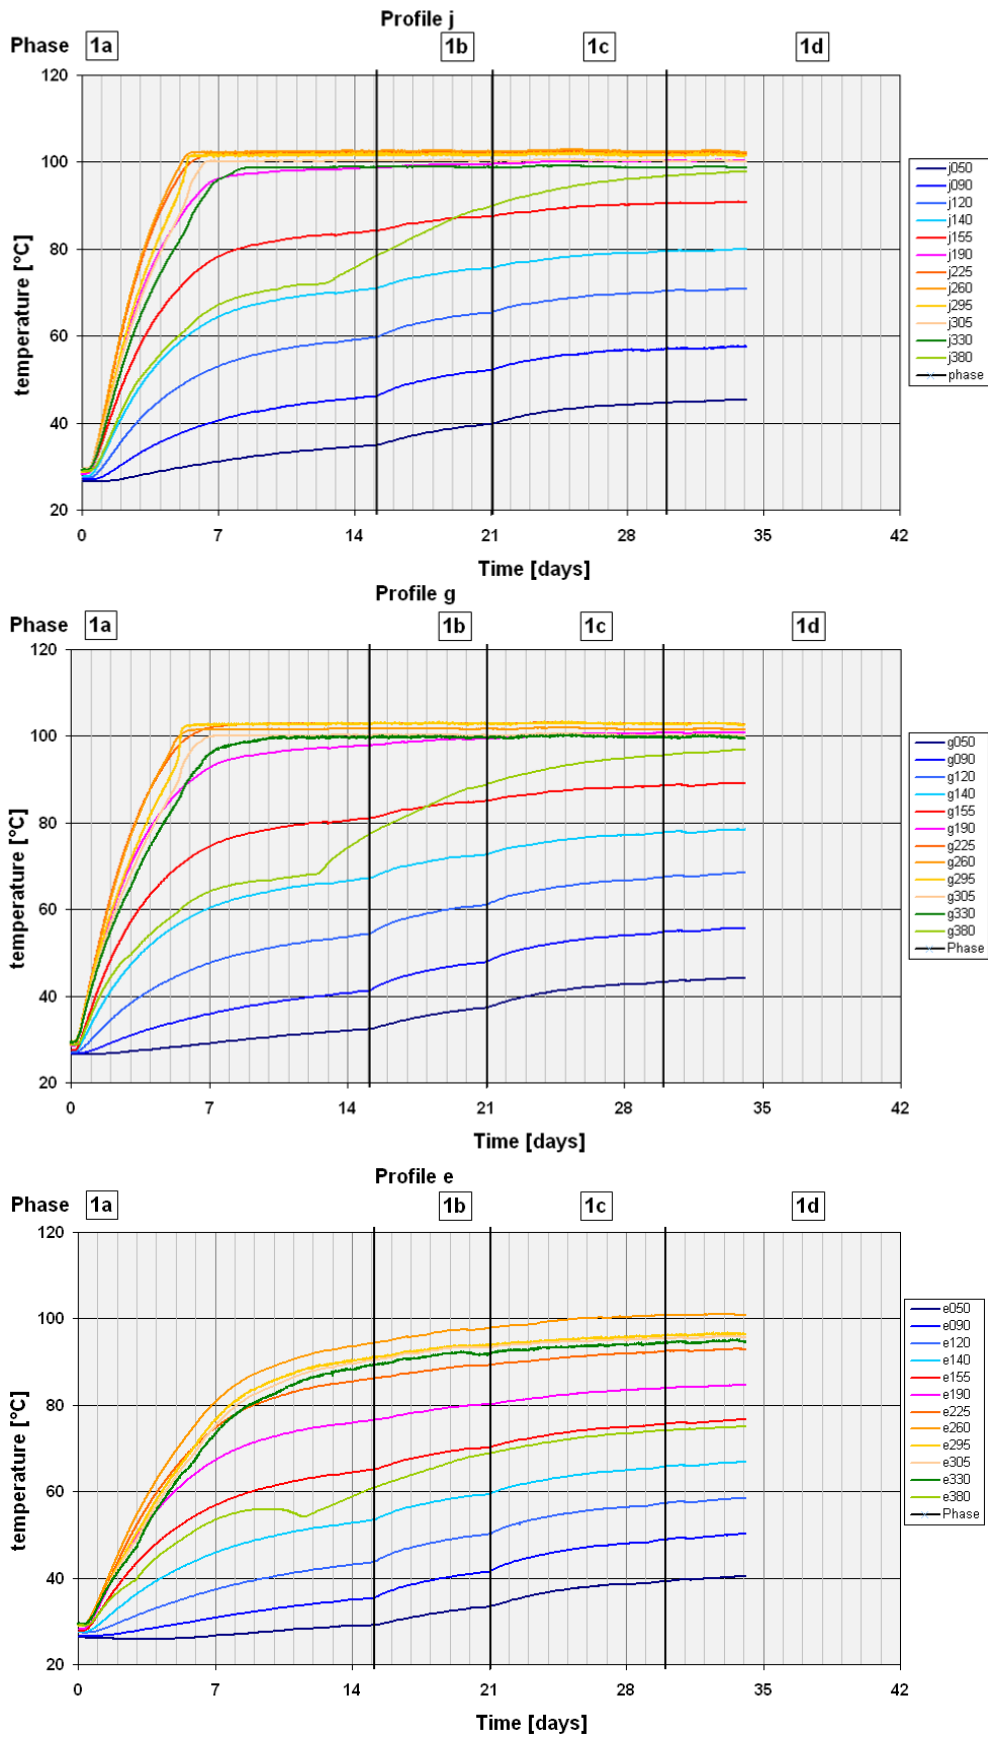 Profile j
Phase 1a 1b 1c 1d
temperature [°C]
120
100
80
60
40
20
0 7 14 21 28 35 42
Time [days]
j050
j090
j120
j140
j155
j190
j225
j260
j295
j305
j330
j380
phase
Profile g
Phase 1a 1b 1c 1d
temperature [°C]
120
100
80
60
40
20
0 7 14 21 28 35 42
Time [days]
g050
g090
g120
g140
g155
g190
g225
g260
g295
g305
g330
g380
Phase
Profile e
Phase 1a 1b 1c 1d
temperature [°C]
120
100
80
60
40
20
0 7 14 21 28 35 42
Time [days]
e050
e090
e120
e140
e155
e190
e225
e260
e295
e305
e330
e380
Phase